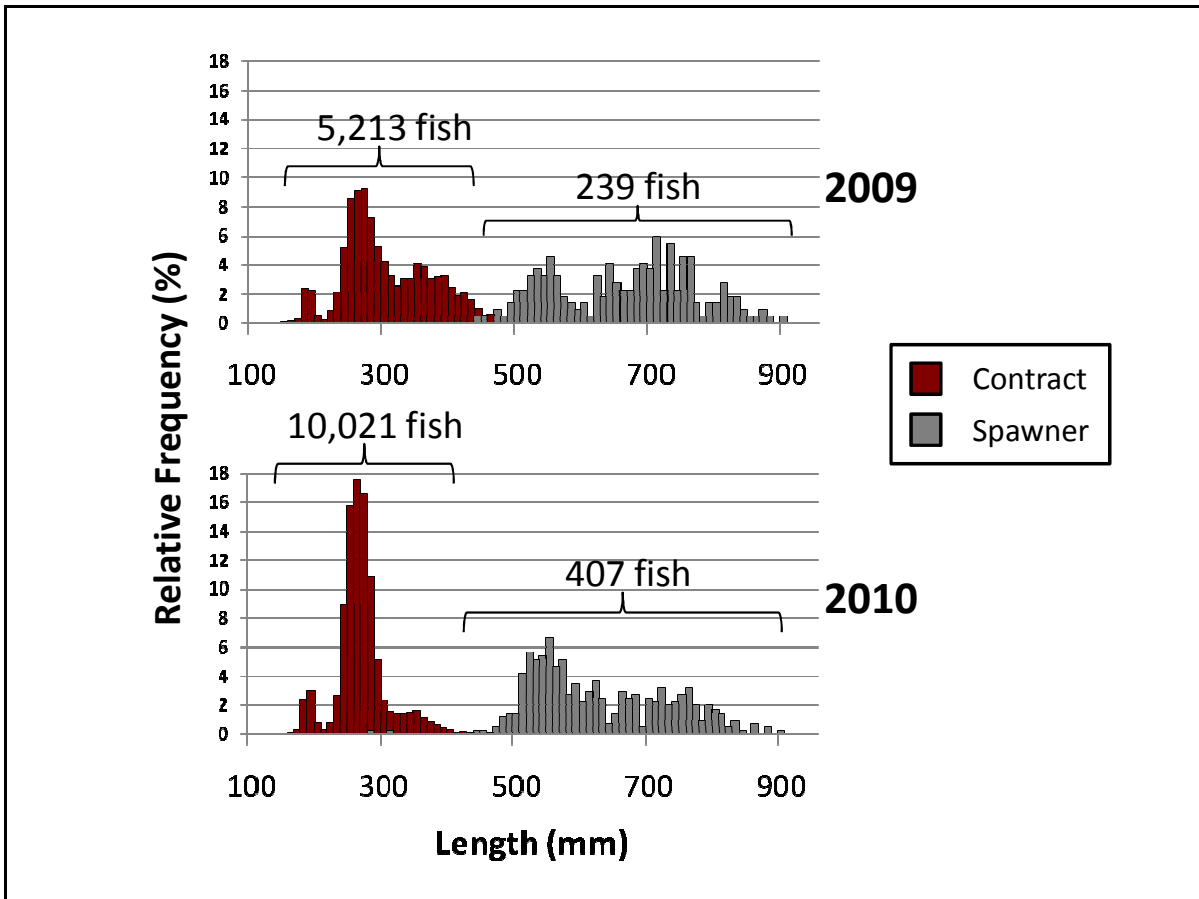 18
16
14
12
10
8
6
4
2
0
5,213 fish
239 fish
2009
100 300 500 700 900
Relative Frequency (%)
Contract
Spawner
10,021 fish
18
16
14
12
10
8
6
4
2
0
407 fish
2010
100 300 500 700 900
Length (mm)